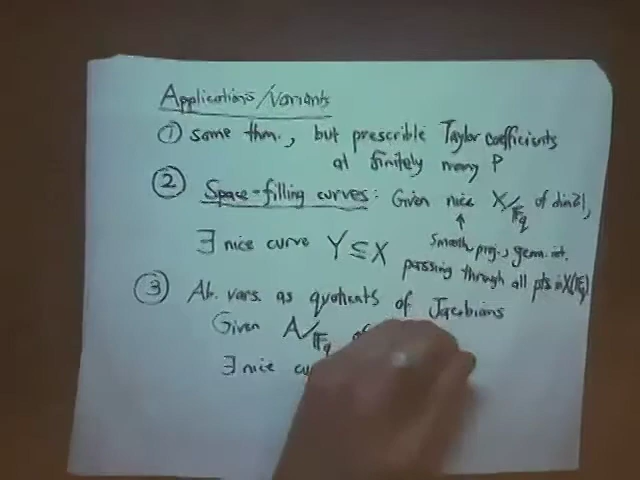 Applications/Variants
① same thm., but prescribable Taylor coefficients
at finitely many P
② Space-filling curves: Given nice X/𝔽q of dim ≥1,
∃ nice curve Y ⊆ X smooth, proj., geom. int.
passing through all pts in X(𝔽q)
③ Ab. vars. as quotients of Jacobians
Given A/𝔽q of
∃ nice